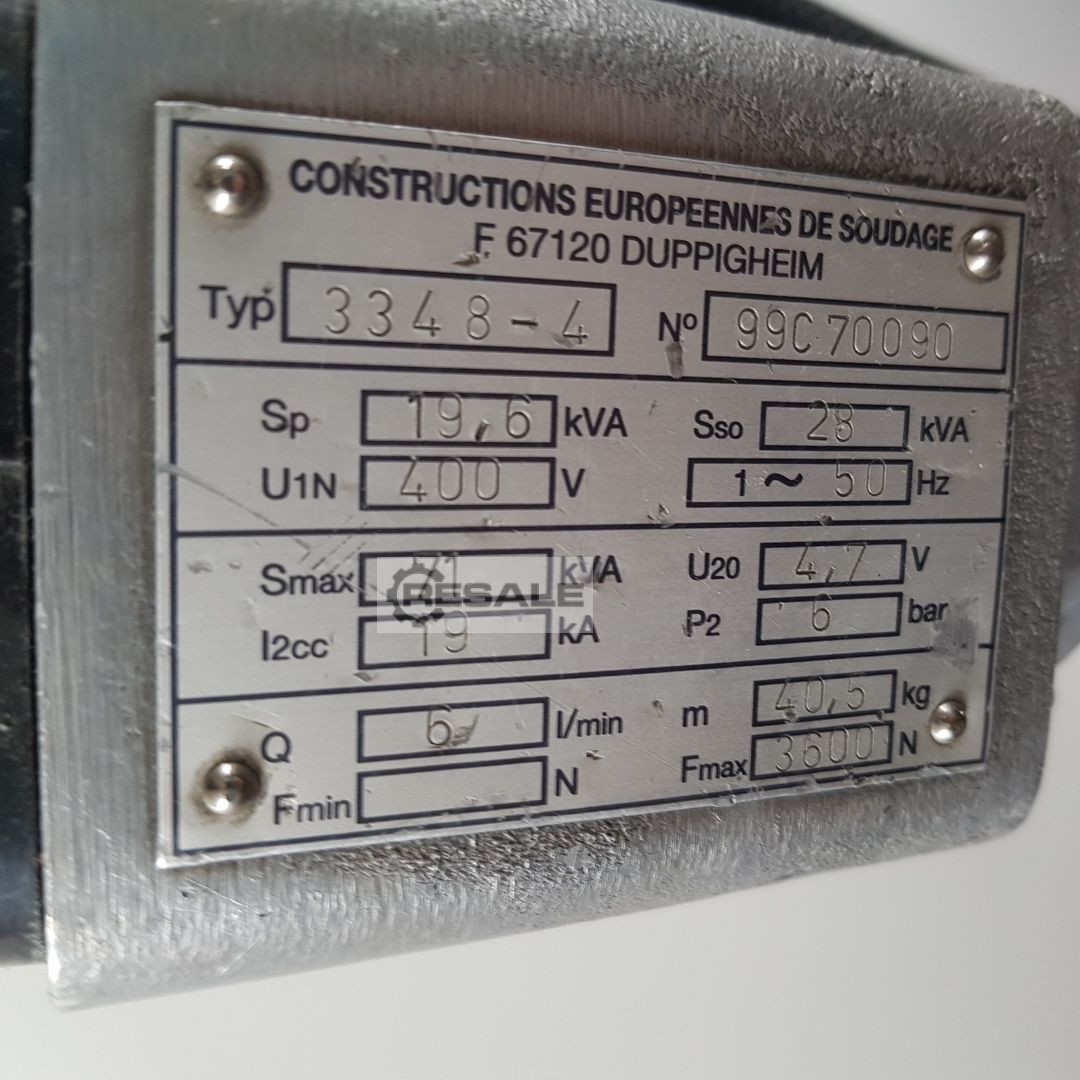 CONSTRUCTIONS EUROPEENNES DE SOUDAGE
F 67120 DUPPIGHEIM
Typ 3348-4 Nº 99C70090
Sp 19,6 kVA Sso 28 kVA
U1N 400 V 1 ~ 50 Hz
Smax 71 kVA U20 4,7 V
RESALE
I2cc 19 kA P2 6 bar
Q 6 l/min m 40,5 kg
Fmin N Fmax 3600 N